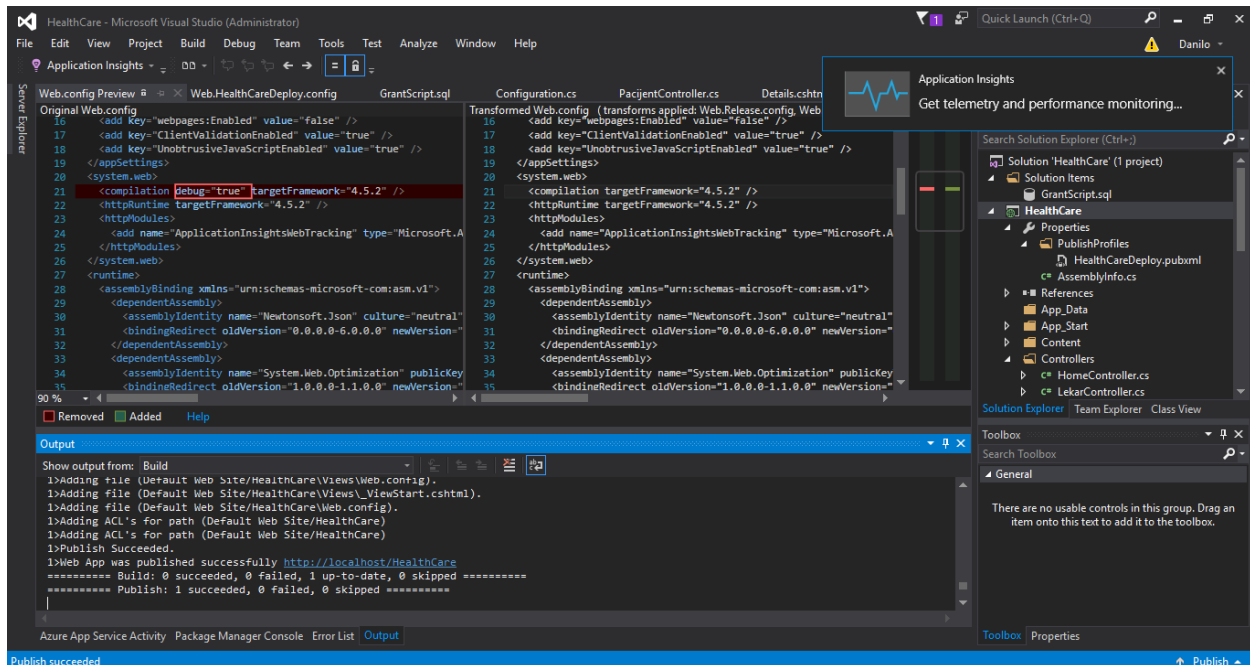 HealthCare - Microsoft Visual Studio (Administrator)
1
Quick Launch (Ctrl+Q)
File Edit View Project Build Debug Team Tools Test Analyze Window Help
Danilo
Application Insights
Application Insights
Get telemetry and performance monitoring...
Server Explorer
Web.config Preview Web.HealthCareDeploy.config GrantScript.sql Configuration.cs PacijentController.cs Details.cshtm
Original Web.config
16 <add key="webpages:Enabled" value="false" />
17 <add key="ClientValidationEnabled" value="true" />
18 <add key="UnobtrusiveJavaScriptEnabled" value="true" />
19 </appSettings>
20 <system.web>
21 <compilation debug="true" targetFramework="4.5.2" />
22 <httpRuntime targetFramework="4.5.2" />
23 <httpModules>
24 <add name="ApplicationInsightsWebTracking" type="Microsoft.A
25 </httpModules>
26 </system.web>
27 <runtime>
28 <assemblyBinding xmlns="urn:schemas-microsoft-com:asm.v1">
29 <dependentAssembly>
30 <assemblyIdentity name="Newtonsoft.Json" culture="neutral"
31 <bindingRedirect oldVersion="0.0.0.0-6.0.0.0" newVersion="
32 </dependentAssembly>
33 <dependentAssembly>
34 <assemblyIdentity name="System.Web.Optimization" publicKey
35 <bindingRedirect oldVersion="1.0.0.0-1.1.0.0" newVersion="
Transformed Web.config (transforms applied: Web.Release.config, Web
16 <add key="webpages:Enabled" value="false" />
17 <add key="ClientValidationEnabled" value="true" />
18 <add key="UnobtrusiveJavaScriptEnabled" value="true" />
19 </appSettings>
20 <system.web>
21 <compilation targetFramework="4.5.2" />
22 <httpRuntime targetFramework="4.5.2" />
23 <httpModules>
24 <add name="ApplicationInsightsWebTracking" type="Microsoft.A
25 </httpModules>
26 </system.web>
27 <runtime>
28 <assemblyBinding xmlns="urn:schemas-microsoft-com:asm.v1">
29 <dependentAssembly>
30 <assemblyIdentity name="Newtonsoft.Json" culture="neutral"
31 <bindingRedirect oldVersion="0.0.0.0-6.0.0.0" newVersion="
32 </dependentAssembly>
33 <dependentAssembly>
34 <assemblyIdentity name="System.Web.Optimization" publicKey
35 <bindingRedirect oldVersion="1.0.0.0-1.1.0.0" newVersion="
90 %
Removed Added Help
Search Solution Explorer (Ctrl+;)
Solution 'HealthCare' (1 project)
Solution Items
GrantScript.sql
HealthCare
Properties
PublishProfiles
HealthCareDeploy.pubxml
C# AssemblyInfo.cs
References
App_Data
App_Start
Content
Controllers
C# HomeController.cs
C# LekarController.cs
Solution Explorer Team Explorer Class View
Output
Show output from: Build
1>Adding file (Default Web Site/HealthCare\Views\Web.config).
1>Adding file (Default Web Site/HealthCare\Views\_ViewStart.cshtml).
1>Adding file (Default Web Site/HealthCare\Web.config).
1>Adding ACL's for path (Default Web Site/HealthCare)
1>Adding ACL's for path (Default Web Site/HealthCare)
1>Publish Succeeded.
1>Web App was published successfully http://localhost/HealthCare
========== Build: 0 succeeded, 0 failed, 1 up-to-date, 0 skipped ==========
========== Publish: 1 succeeded, 0 failed, 0 skipped ==========
Toolbox
Search Toolbox
General
There are no usable controls in this group. Drag an
item onto this text to add it to the toolbox.
Azure App Service Activity Package Manager Console Error List Output
Toolbox Properties
Publish succeeded
Publish